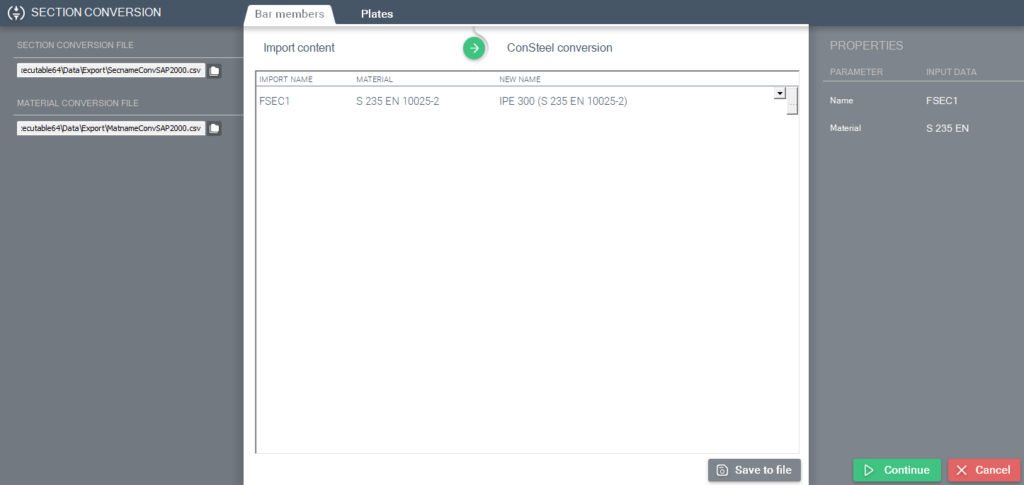 SECTION CONVERSION
Bar members
Plates
SECTION CONVERSION FILE
:ecutable64\Data\Export\SecnameConvSAP2000.csv
MATERIAL CONVERSION FILE
:ecutable64\Data\Export\MatnameConvSAP2000.csv
Import content
ConSteel conversion
IMPORT NAME MATERIAL NEW NAME
FSEC1 S 235 EN 10025-2 IPE 300 (S 235 EN 10025-2)
...
Save to file
PROPERTIES
PARAMETER INPUT DATA
Name FSEC1
Material S 235 EN
Continue
Cancel